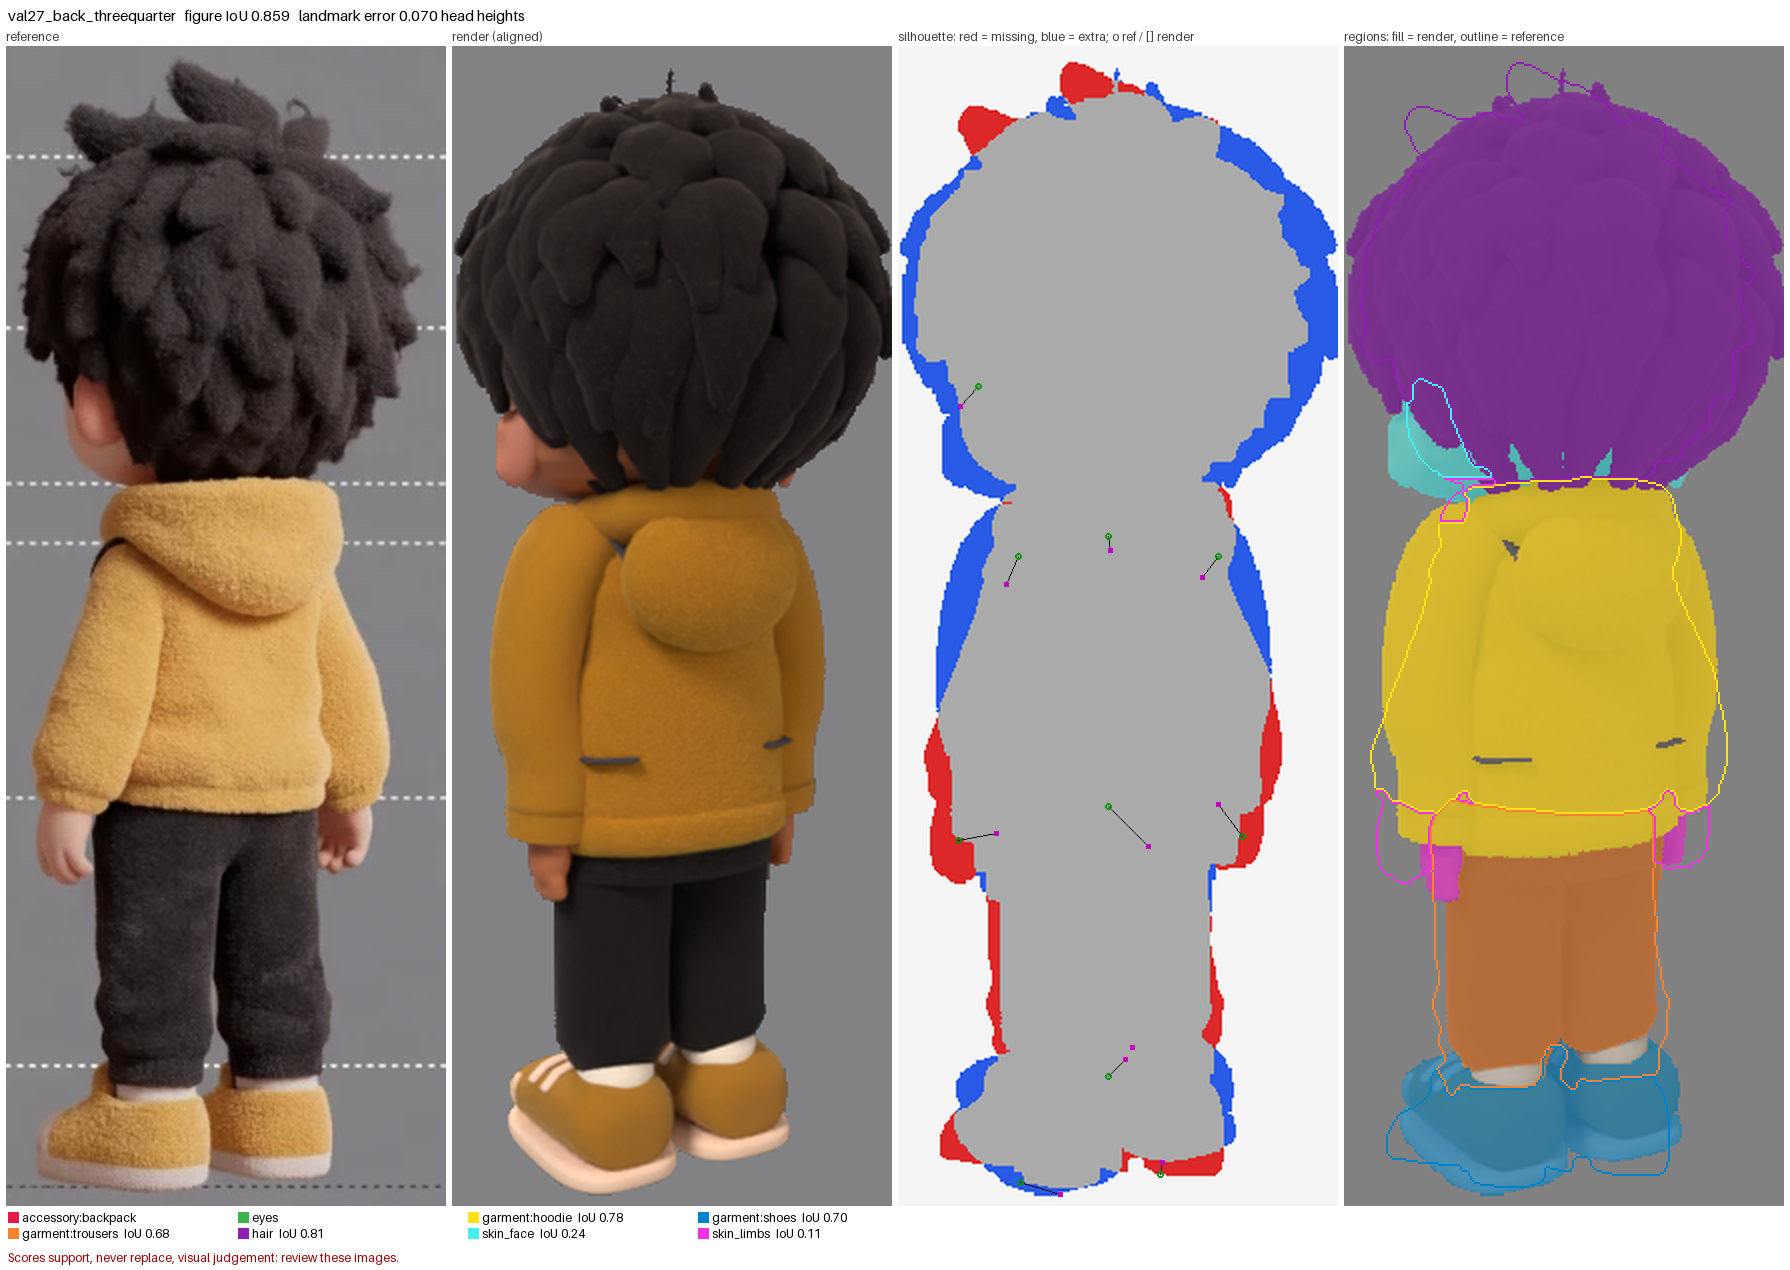 val27_back_threequarter figure IoU 0.859 landmark error 0.070 head heights
reference
render (aligned)
silhouette: red = missing, blue = extra; o ref / [] render
regions: fill = render, outline = reference
accessory:backpack
eyes
garment:hoodie IoU 0.78
garment:shoes IoU 0.70
garment:trousers IoU 0.68
hair IoU 0.81
skin_face IoU 0.24
skin_limbs IoU 0.11
Scores support, never replace, visual judgement: review these images.